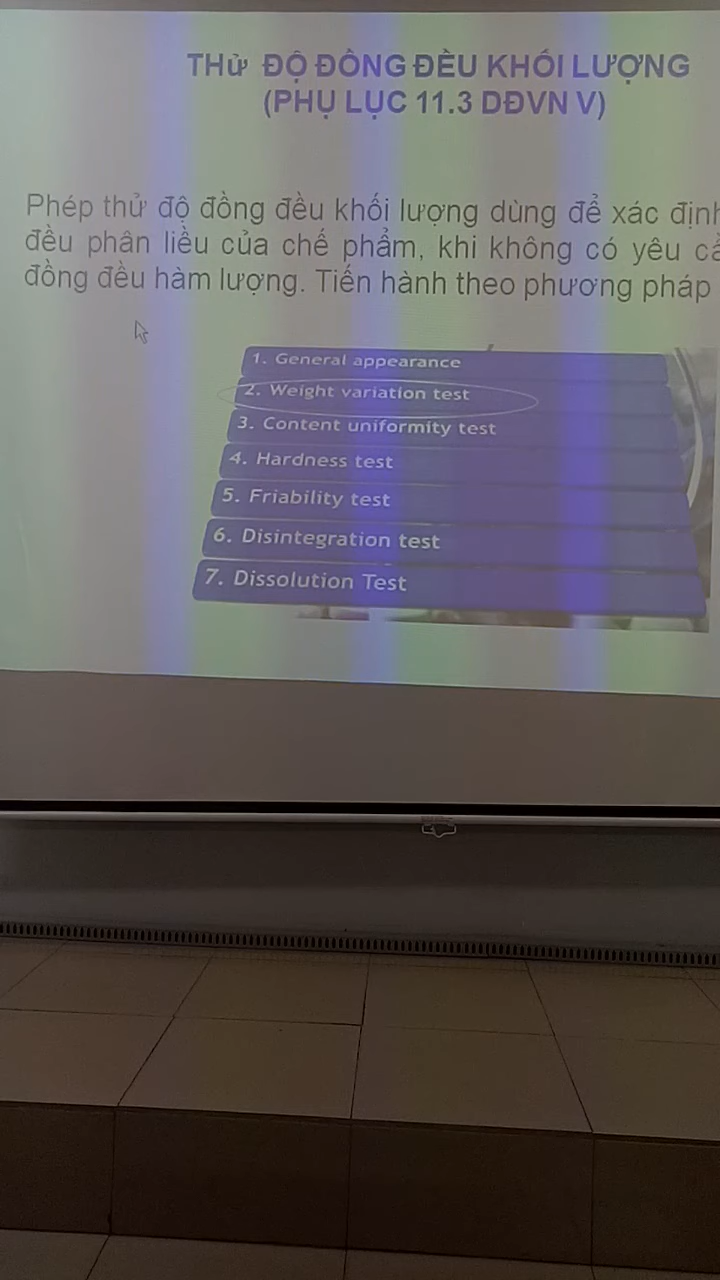 THử ĐỘ ĐỒNG ĐỀU KHỐI LƯỢNG
(PHỤ LỤC 11.3 DĐVN V)
Phép thử độ đồng đều khối lượng dùng để xác định
đều phân liều của chế phẩm, khi không có yêu
đồng đều hàm lượng. Tiến hành theo phương pháp
1. General appearance
2. Weight variation test
3. Content uniformity test
4. Hardness test
5. Friability test
6. Disintegration test
7. Dissolution Test